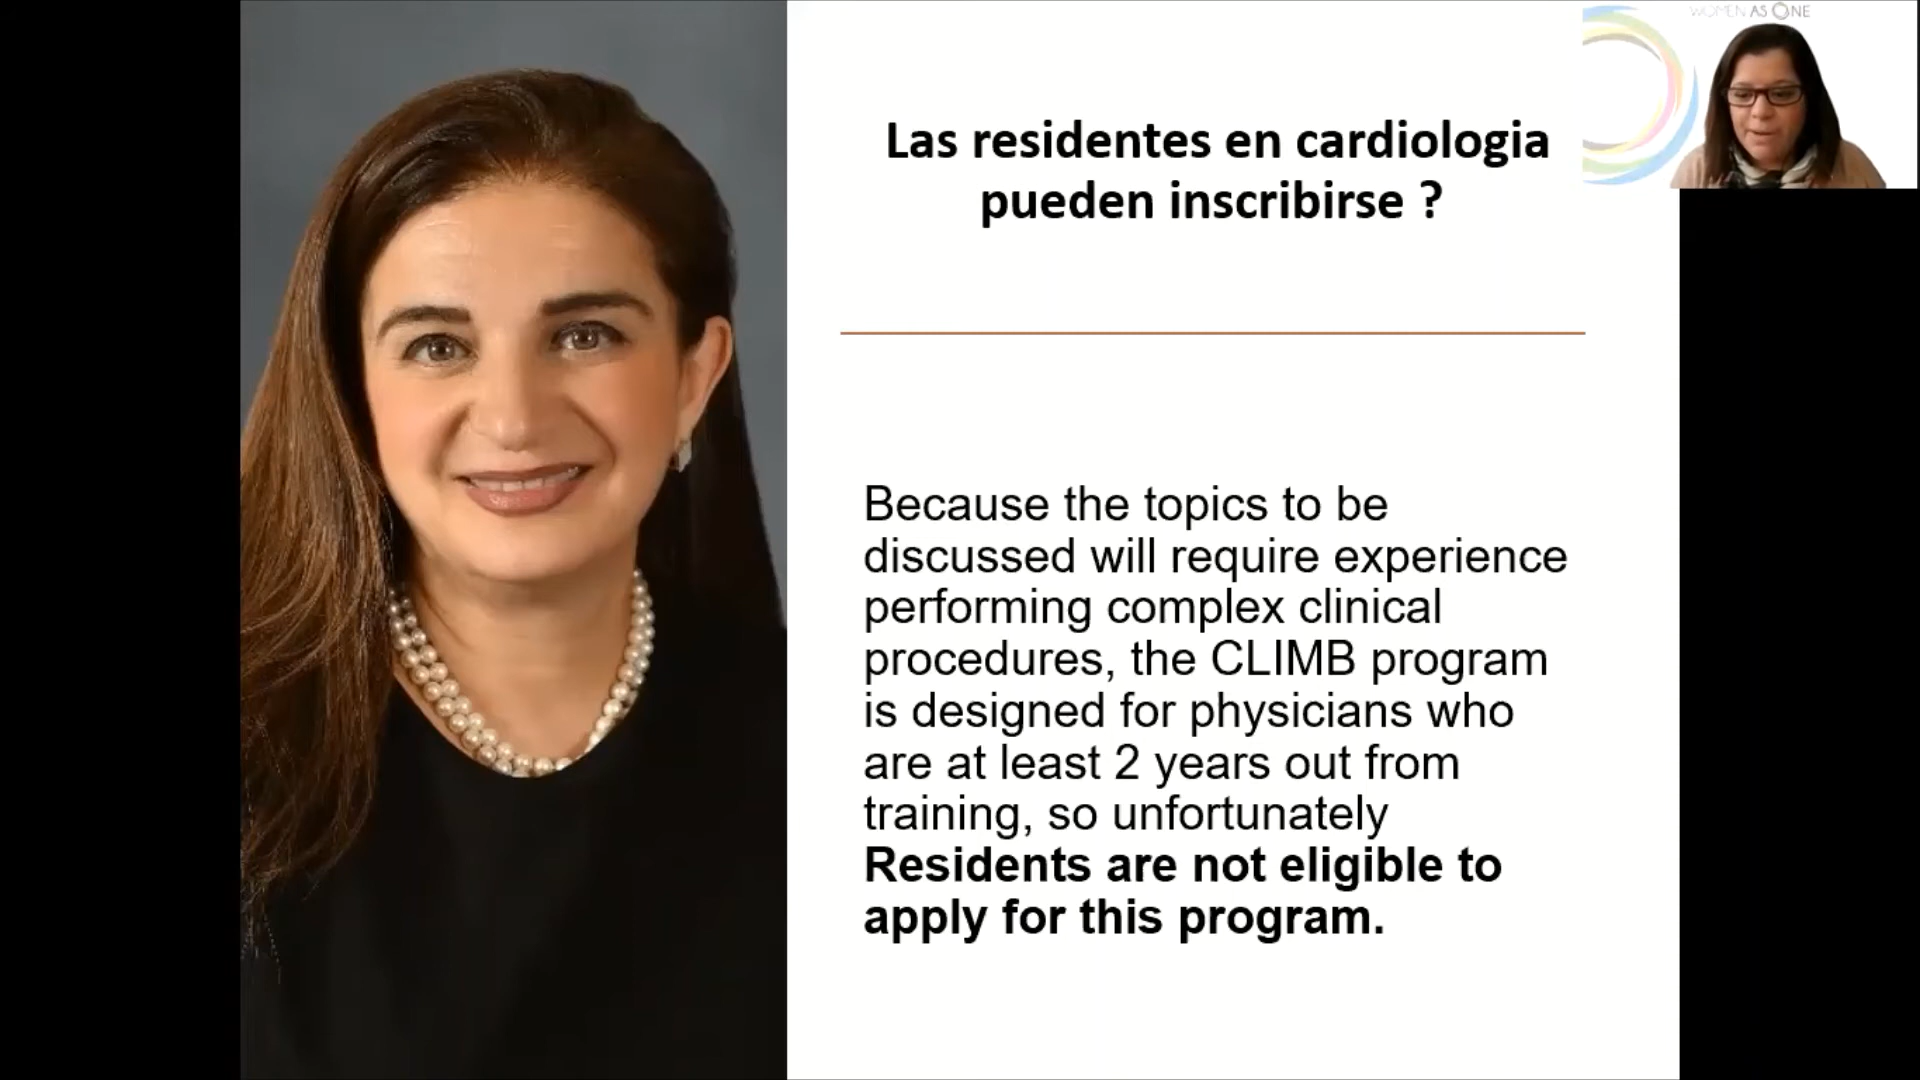 WOMEN AS ONE
Las residentes en cardiologia
pueden inscribirse ?
Because the topics to be
discussed will require experience
performing complex clinical
procedures, the CLIMB program
is designed for physicians who
are at least 2 years out from
training, so unfortunately
Residents are not eligible to
apply for this program.